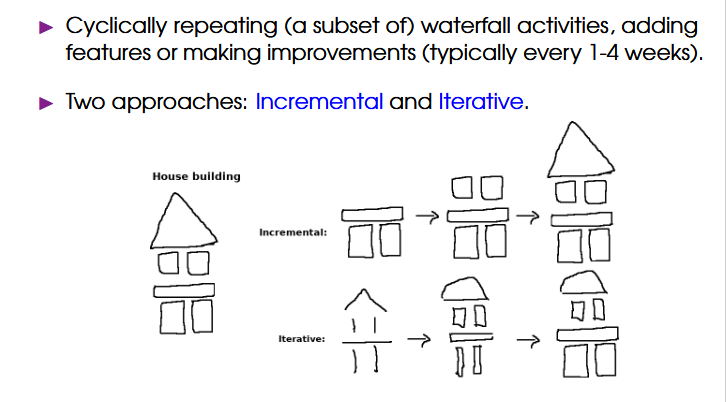 Cyclically repeating (a subset of) waterfall activities, adding
features or making improvements (typically every 1-4 weeks).
Two approaches: Incremental and Iterative.
House building
Incremental:
Iterative: